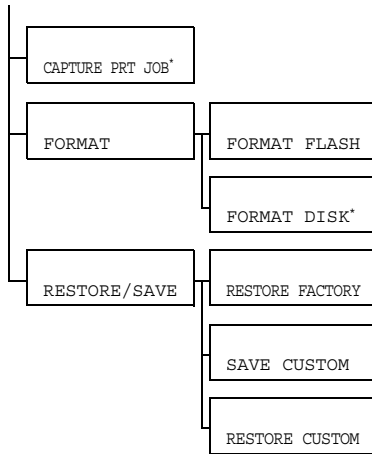 CAPTURE PRT JOB*
FORMAT
FORMAT FLASH
FORMAT DISK*
RESTORE/SAVE
RESTORE FACTORY
SAVE CUSTOM
RESTORE CUSTOM